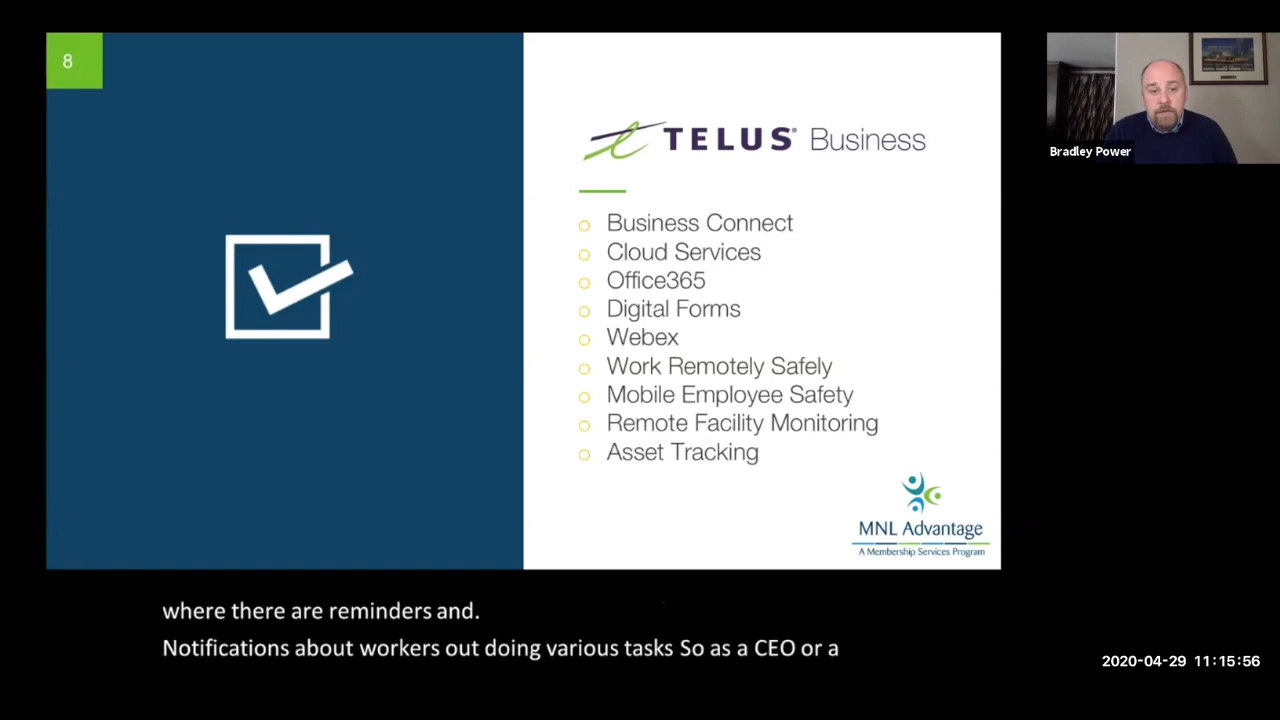 8
TELUS® Business
Business Connect
Cloud Services
Office365
Digital Forms
Webex
Work Remotely Safely
Mobile Employee Safety
Remote Facility Monitoring
Asset Tracking
MNL Advantage
A Membership Services Program
Bradley Power
where there are reminders and.
Notifications about workers out doing various tasks So as a CEO or a
2020-04-29 11:15:56